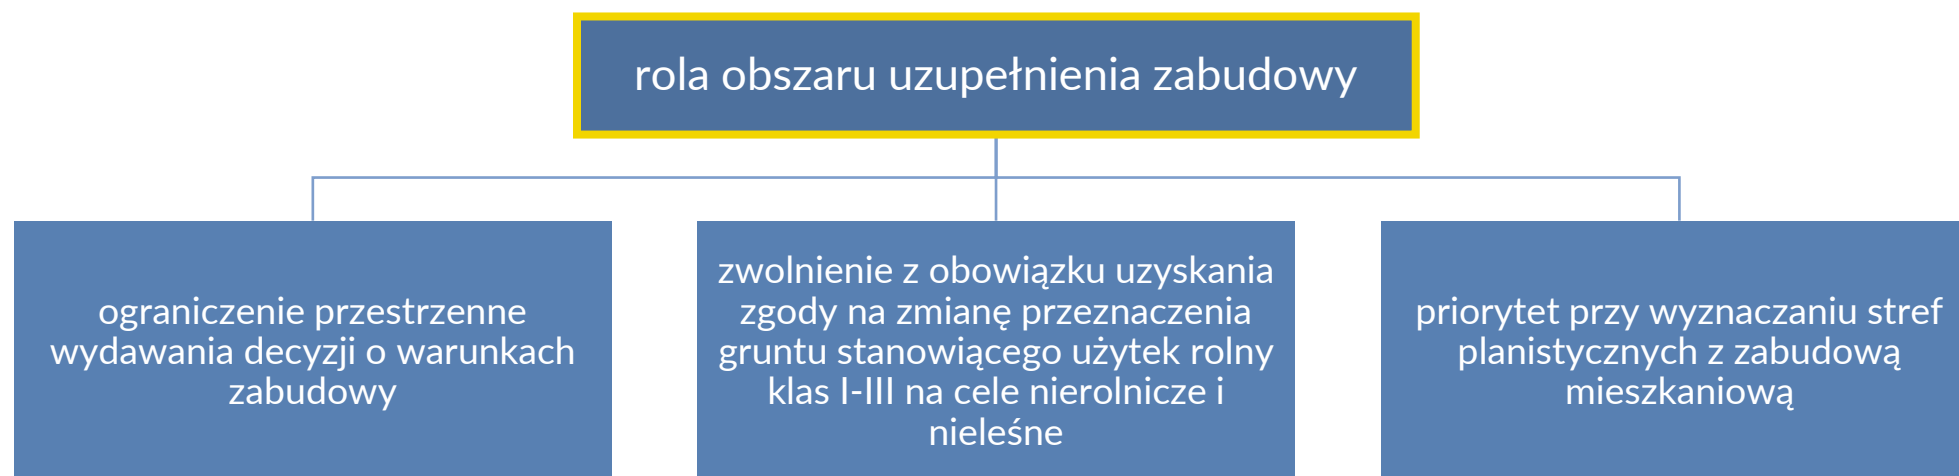 rola obszaru uzupełnienia zabudowy
ograniczenie przestrzenne
wydawania decyzji o warunkach
zabudowy
zwolnienie z obowiązku uzyskania
zgody na zmianę przeznaczenia
gruntu stanowiącego użytek rolny
klas I-III na cele nierolnicze i
nieleśne
priorytet przy wyznaczaniu stref
planistycznych z zabudową
mieszkaniową